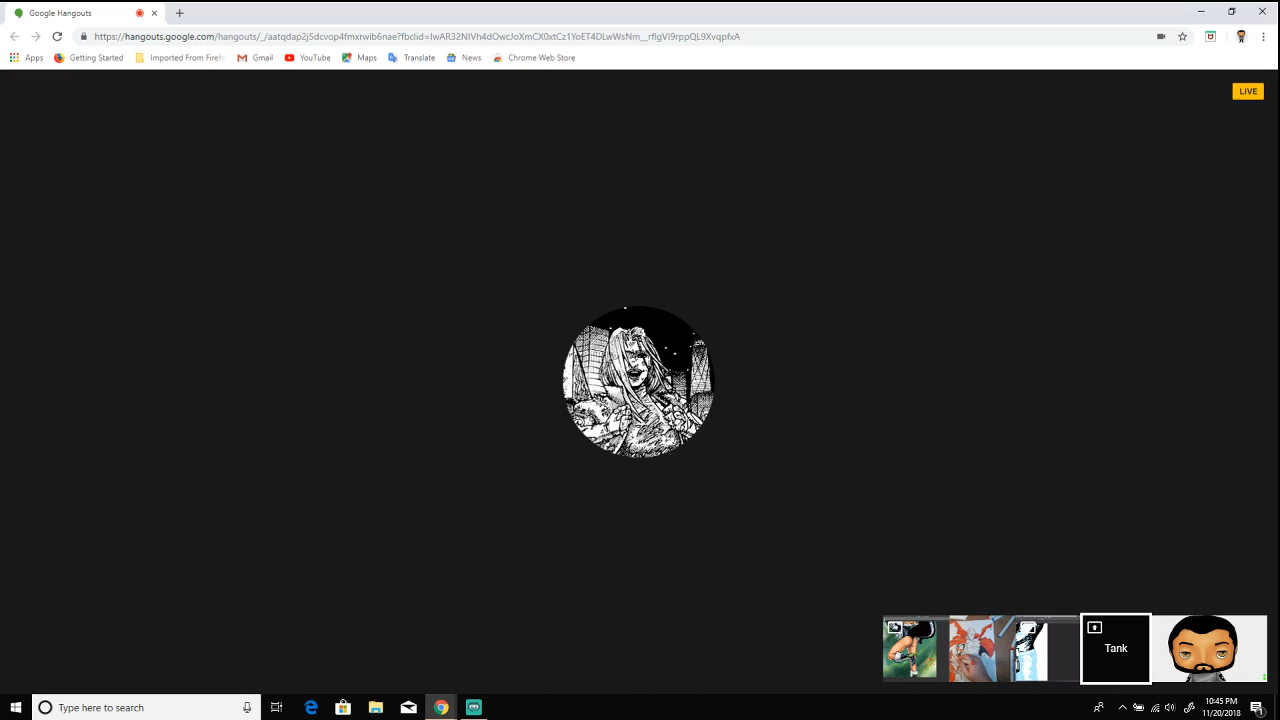 Google Hangouts
https://hangouts.google.com/hangouts/_/aatqdap2j5dcvop4fmxrwib6nae?fbclid=IwAR32NIVh4dOwcJoXmCX0xtCz1YoET4DLwWsNm__rfIgVI9rppQL9XvqpfxA
Apps Getting Started Imported From Firef Gmail YouTube Maps Translate News Chrome Web Store
LIVE
Tank
Type here to search
10:45 PM
11/20/2018